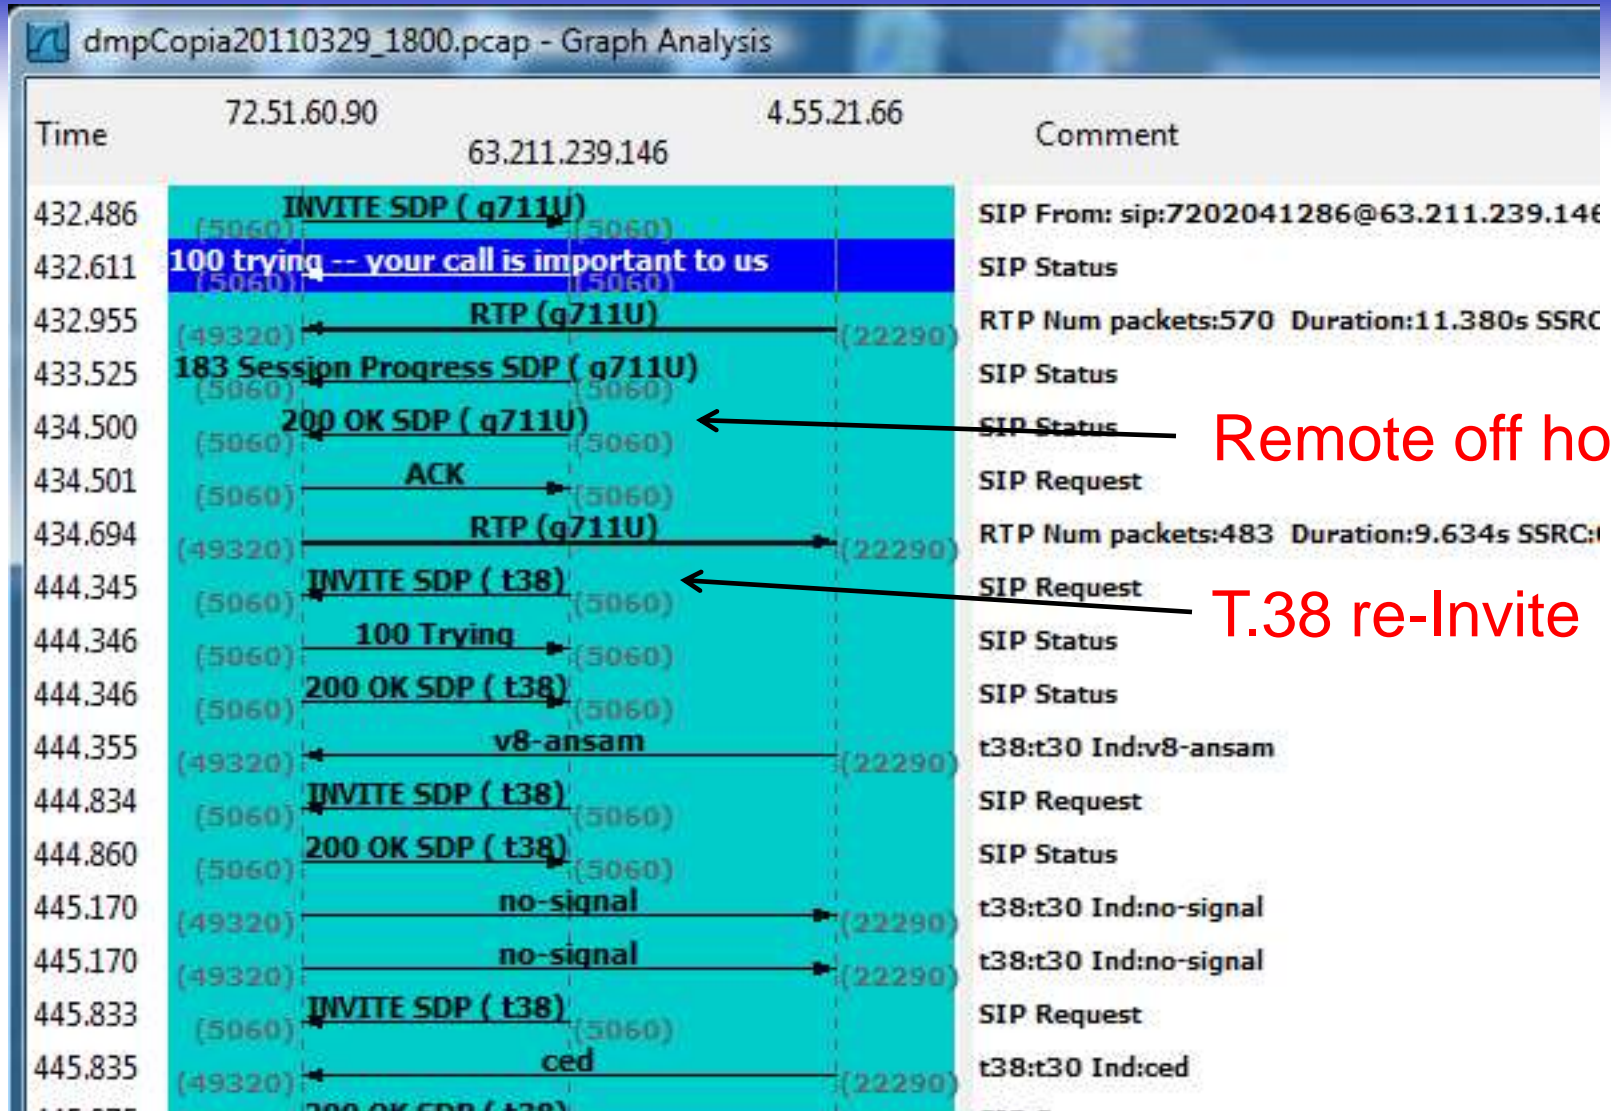 dmpCopia20110329_1800.pcap - Graph Analysis
Time 72.51.60.90 63.211.239.146 4.55.21.66 Comment
432.486 INVITE SDP ( g711U) (5060) (5060) SIP From: sip:7202041286@63.211.239.146
432.611 100 trying -- your call is important to us (5060) (5060) SIP Status
432.955 RTP (g711U) (49320) (22290) RTP Num packets:570 Duration:11.380s SSRC
433.525 183 Session Progress SDP ( g711U) (5060) (5060) SIP Status
434.500 200 OK SDP ( g711U) (5060) (5060) SIP Status
Remote off ho
434.501 ACK (5060) (5060) SIP Request
434.694 RTP (g711U) (49320) (22290) RTP Num packets:483 Duration:9.634s SSRC:
444.345 INVITE SDP ( t38) (5060) (5060) SIP Request
T.38 re-Invite
444.346 100 Trying (5060) (5060) SIP Status
444.346 200 OK SDP ( t38) (5060) (5060) SIP Status
444.355 v8-ansam (49320) (22290) t38:t30 Ind:v8-ansam
444.834 INVITE SDP ( t38) (5060) (5060) SIP Request
444.860 200 OK SDP ( t38) (5060) (5060) SIP Status
445.170 no-signal (49320) (22290) t38:t30 Ind:no-signal
445.170 no-signal (49320) (22290) t38:t30 Ind:no-signal
445.833 INVITE SDP ( t38) (5060) (5060) SIP Request
445.835 ced (49320) (22290) t38:t30 Ind:ced
200 OK SDP ( t38)